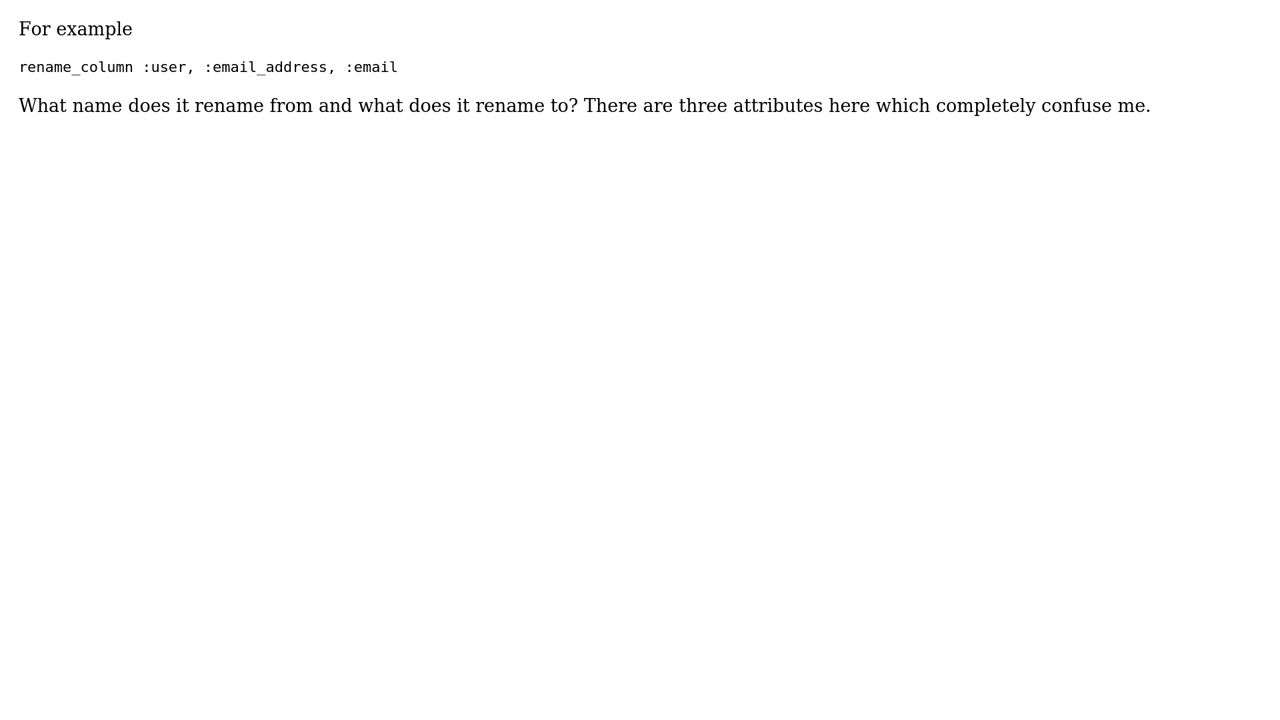 For example
rename_column :user, :email_address, :email
What name does it rename from and what does it rename to? There are three attributes here which completely confuse me.